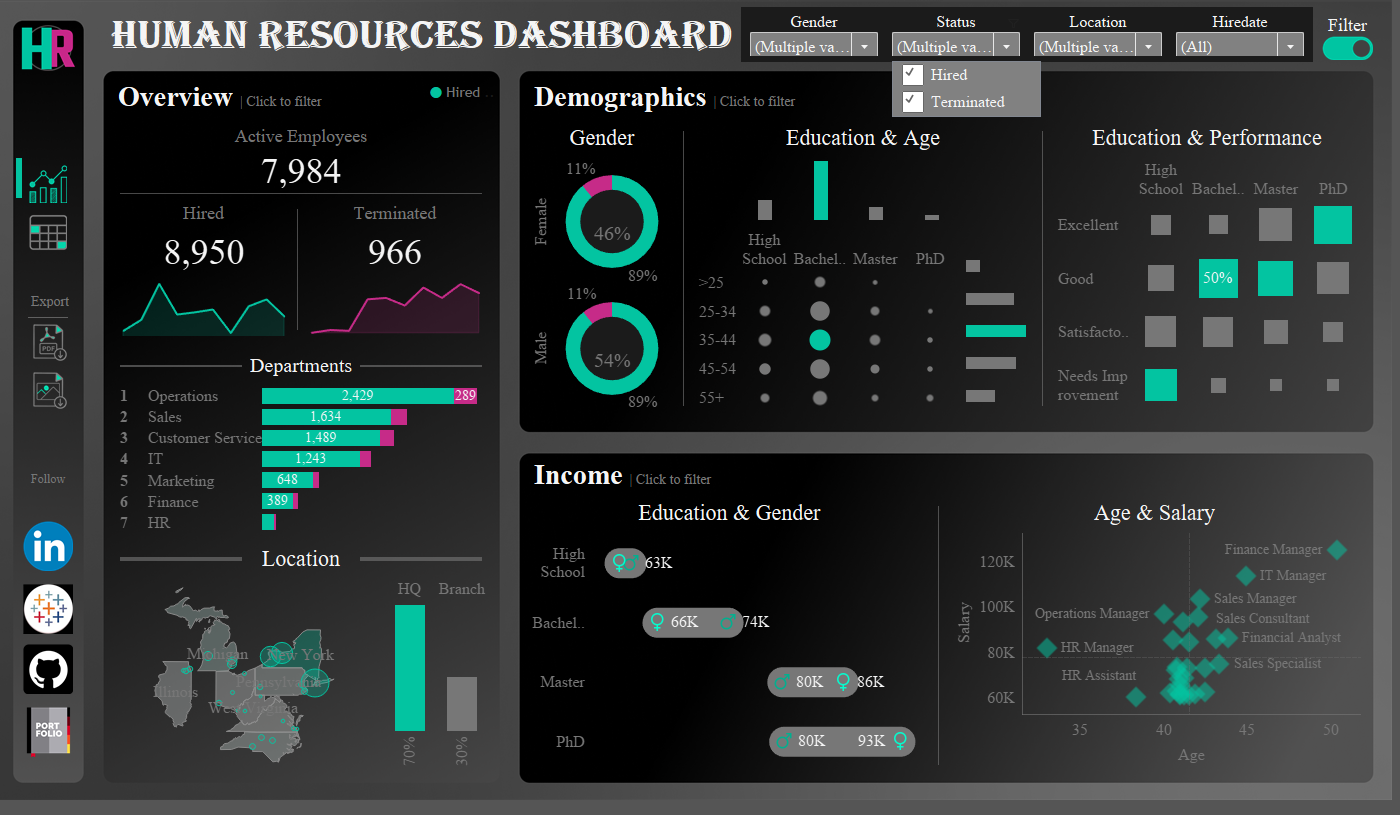 HR
HUMAN RESOURCES DASHBOARD
Gender
Status
Location
Hiredate
Filter
(Multiple va...
(Multiple va...
(Multiple va...
(All)
Hired
Terminated
Export
PDF
Follow
in
PORT
FOLIO
Overview | Click to filter
Hired ..
Active Employees
7,984
Hired
Terminated
8,950
966
Departments
1 Operations 2,429 289
2 Sales 1,634
3 Customer Service 1,489
4 IT 1,243
5 Marketing 648
6 Finance 389
7 HR
Location
Michigan
New York
Pennsylvania
Illinois
West Virginia
HQ
Branch
70%
30%
Demographics | Click to filter
Gender
11%
Female
46%
89%
11%
Male
54%
89%
Education & Age
High
School Bachel.. Master PhD
>25
25-34
35-44
45-54
55+
Education & Performance
High
School Bachel.. Master PhD
Excellent
Good 50%
Satisfacto..
Needs Imp
rovement
Income | Click to filter
Education & Gender
High
School
63K
Bachel.. 66K 74K
Master 80K 86K
PhD 80K 93K
Age & Salary
Salary
120K
100K
80K
60K
Finance Manager
IT Manager
Sales Manager
Operations Manager
Sales Consultant
Financial Analyst
HR Manager
Sales Specialist
HR Assistant
35 40 45 50
Age